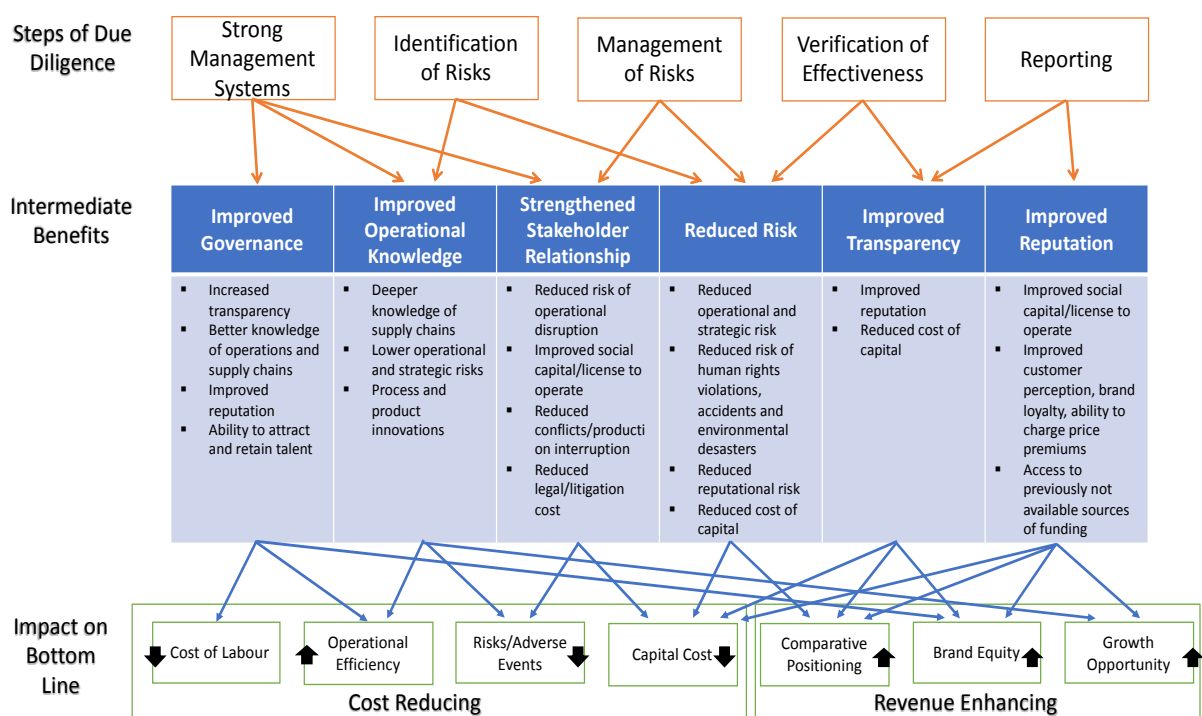 Steps of Due
Diligence
Strong
Management
Systems
Identification
of Risks
Management
of Risks
Verification of
Effectiveness
Reporting
Intermediate
Benefits
Improved
Governance
Improved
Operational
Knowledge
Strengthened
Stakeholder
Relationship
Reduced Risk
Improved
Transparency
Improved
Reputation
▪ Increased
transparency
▪ Better knowledge
of operations and
supply chains
▪ Improved
reputation
▪ Ability to attract
and retain talent
▪ Deeper
knowledge of
supply chains
▪ Lower operational
and strategic risks
▪ Process and
product
innovations
▪ Reduced risk of
operational
disruption
▪ Improved social
capital/license to
operate
▪ Reduced
conflicts/producti
on interruption
▪ Reduced
legal/litigation
cost
▪ Reduced
operational and
strategic risk
▪ Reduced risk of
human rights
violations,
accidents and
environmental
desasters
▪ Reduced
reputational risk
▪ Reduced cost of
capital
▪ Improved
reputation
▪ Reduced cost of
capital
▪ Improved social
capital/license to
operate
▪ Improved
customer
perception, brand
loyalty, ability to
charge price
premiums
▪ Access to
previously not
available sources
of funding
Impact on
Bottom
Line
Cost of Labour
Operational
Efficiency
Risks/Adverse
Events
Capital Cost
Comparative
Positioning
Brand Equity
Growth
Opportunity
Cost Reducing
Revenue Enhancing